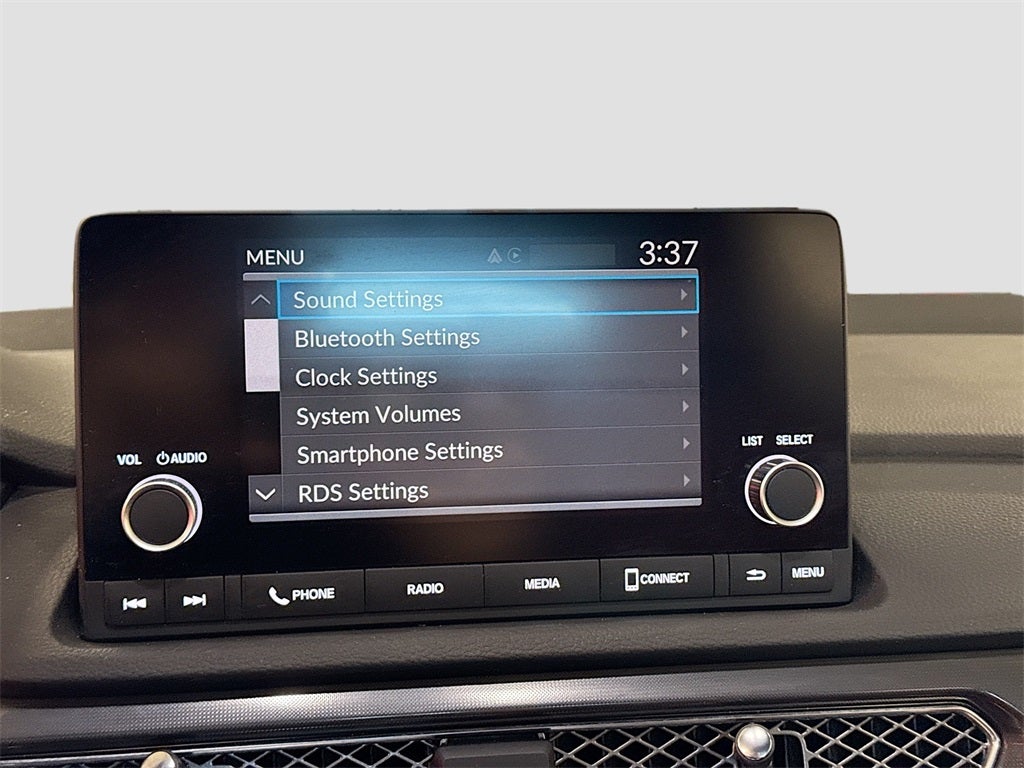 MENU 3:37
Sound Settings
Bluetooth Settings
Clock Settings
System Volumes
Smartphone Settings
RDS Settings
VOL AUDIO
LIST SELECT
PHONE RADIO MEDIA CONNECT MENU